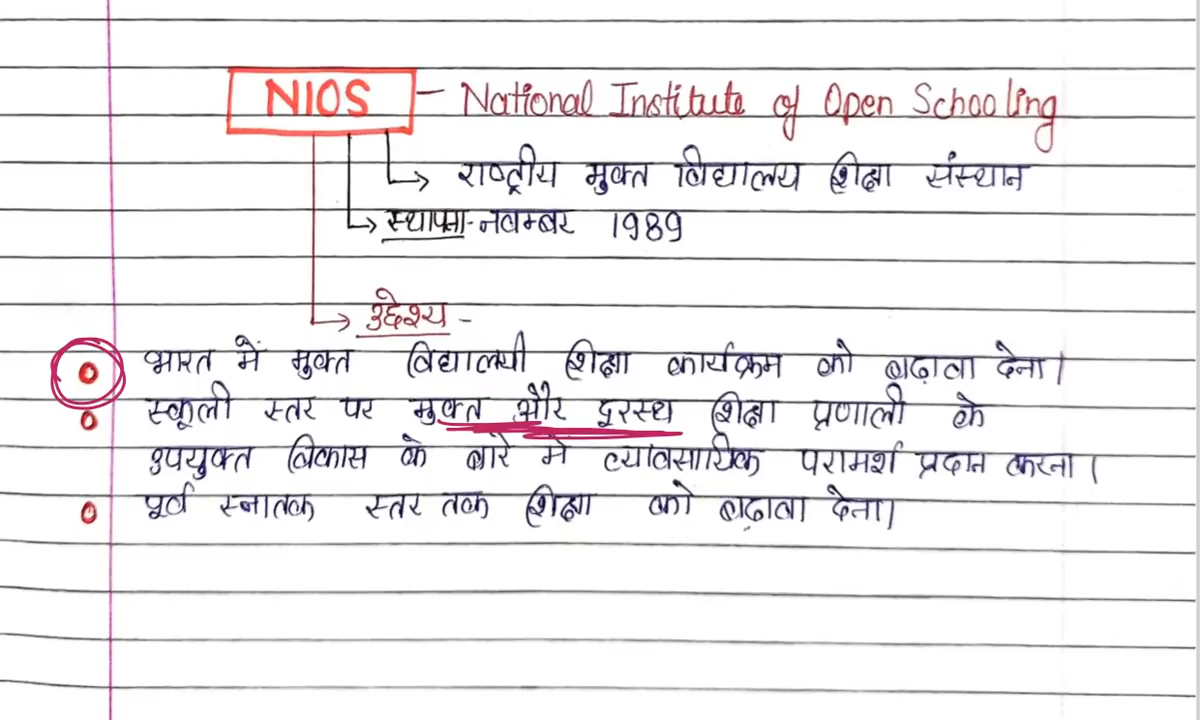 NIOS - National Institute of Open Schooling
राष्ट्रीय मुक्त विद्यालय शिक्षा संस्थान
स्थापना - नवम्बर 1989
उद्देश्य -
भारत में मुक्त विद्यालयी शिक्षा कार्यक्रम को बढ़ावा देना।
स्कूली स्तर पर मुक्त और दूरस्थ शिक्षा प्रणाली के
उपयुक्त विकास के बारे में व्यावसायिक परामर्श प्रदान करना।
पूर्व स्नातक स्तर तक शिक्षा को बढ़ावा देना।